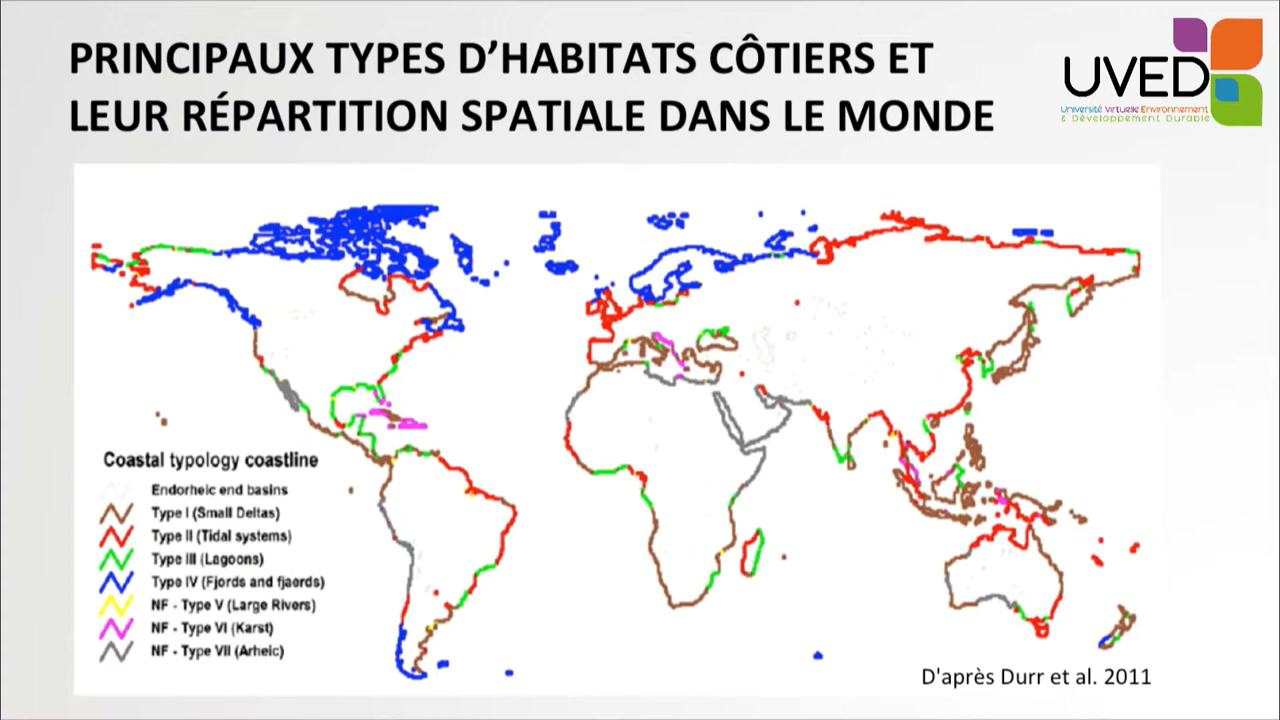 PRINCIPAUX TYPES D’HABITATS CÔTIERS ET
LEUR RÉPARTITION SPATIALE DANS LE MONDE
UVED
Université Virtuelle Environnement
& Développement Durable
Coastal typology coastline
Endorheic end basins
Type I (Small Deltas)
Type II (Tidal systems)
Type III (Lagoons)
Type IV (Fjords and fjaerds)
NF - Type V (Large Rivers)
NF - Type VI (Karst)
NF - Type VII (Arheic)
D'après Durr et al. 2011